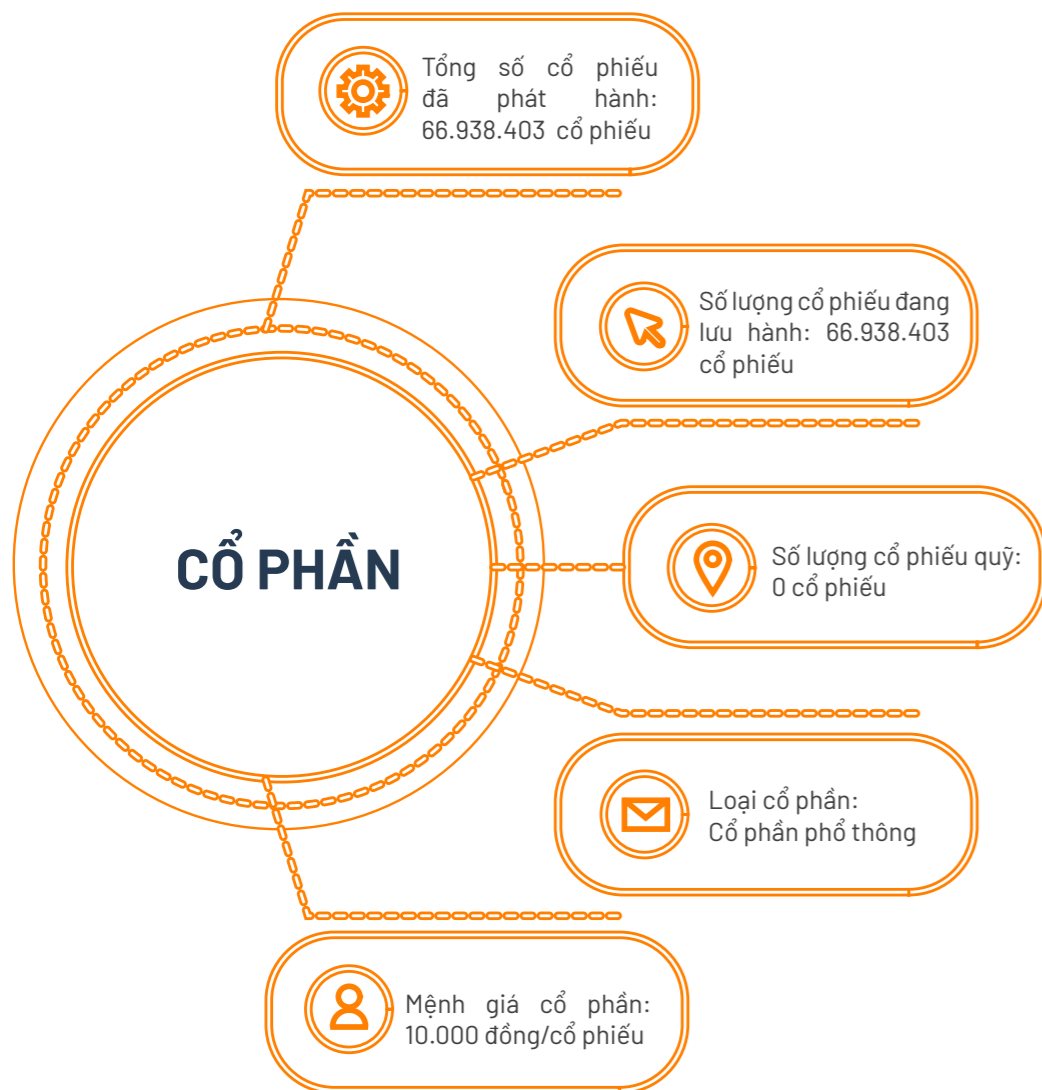 Tổng số cổ phiếu
đã phát hành:
66.938.403 cổ phiếu
Số lượng cổ phiếu đang
lưu hành: 66.938.403
cổ phiếu
CỔ PHẦN
Số lượng cổ phiếu quỹ:
0 cổ phiếu
Loại cổ phần:
Cổ phần phổ thông
Mệnh giá cổ phần:
10.000 đồng/cổ phiếu